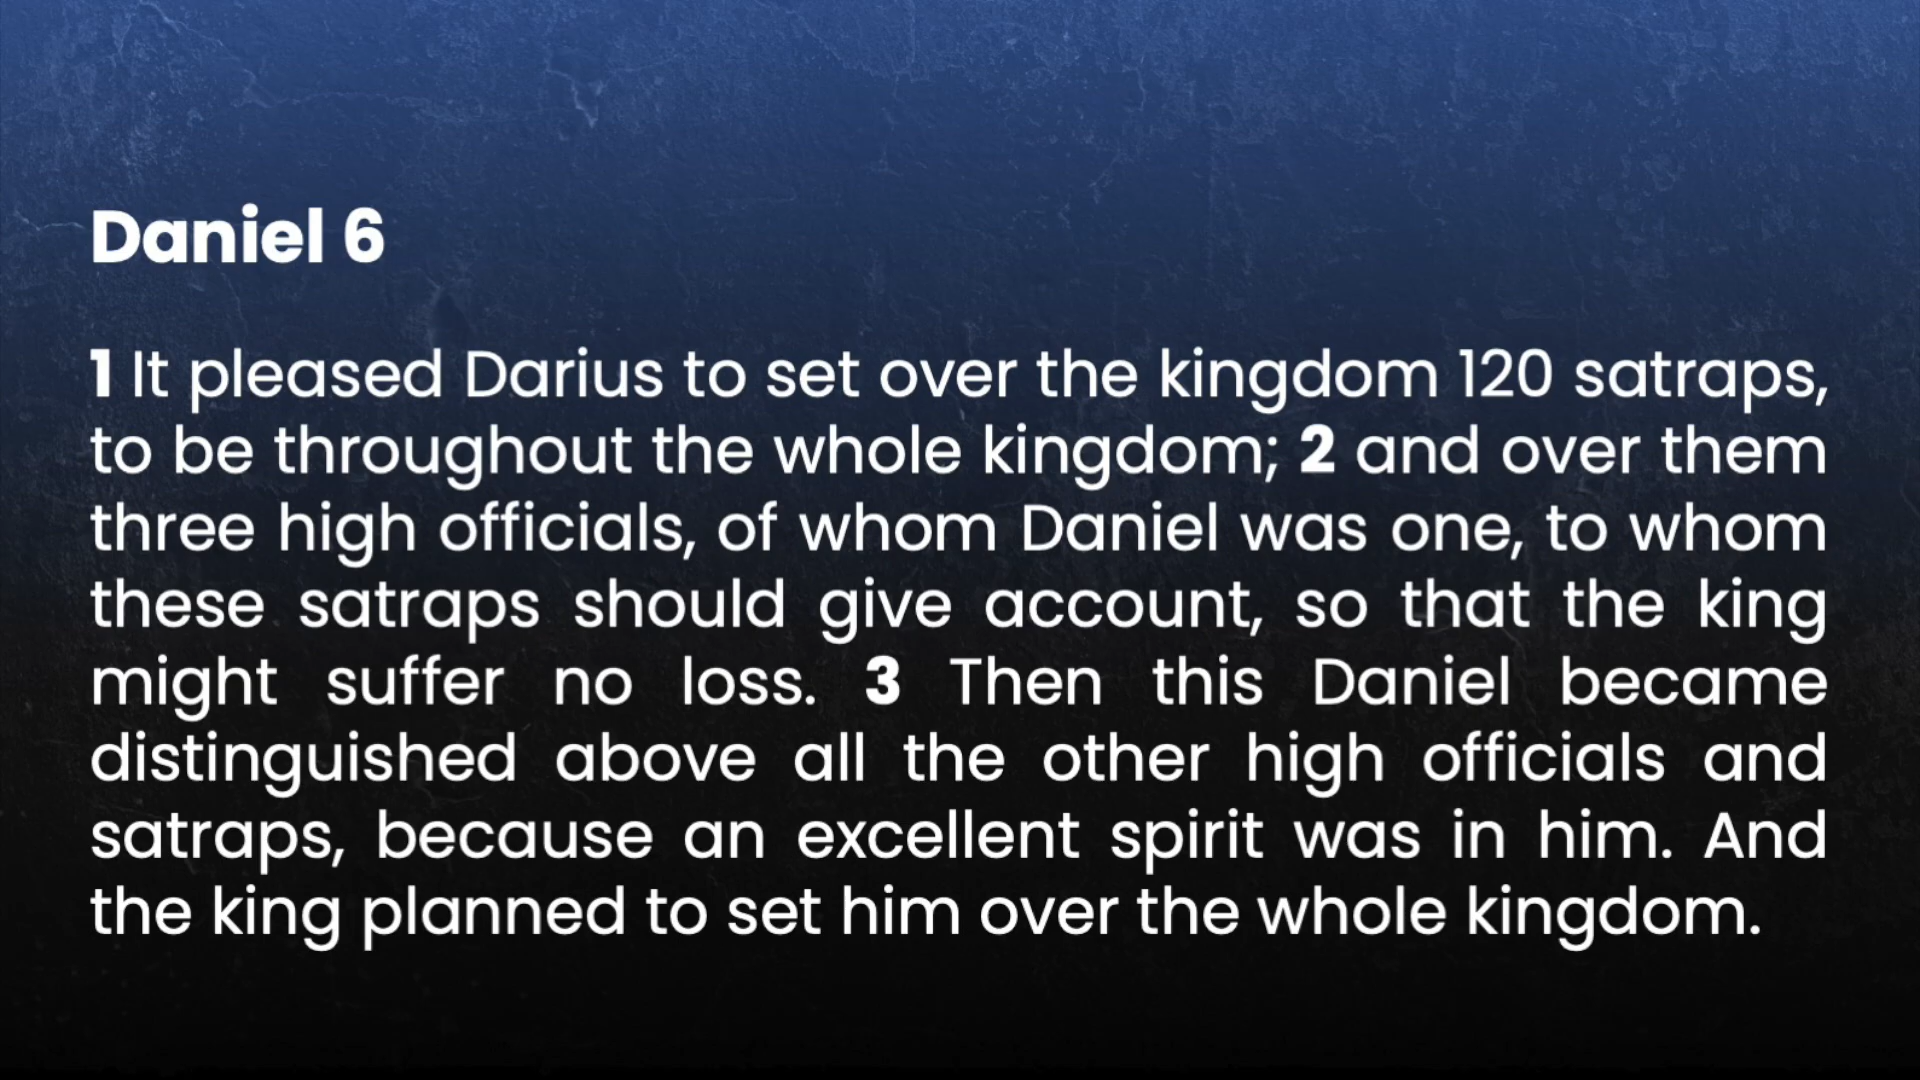 Daniel 6
1 It pleased Darius to set over the kingdom 120 satraps,
to be throughout the whole kingdom; 2 and over them
three high officials, of whom Daniel was one, to whom
these satraps should give account, so that the king
might suffer no loss. 3 Then this Daniel became
distinguished above all the other high officials and
satraps, because an excellent spirit was in him. And
the king planned to set him over the whole kingdom.